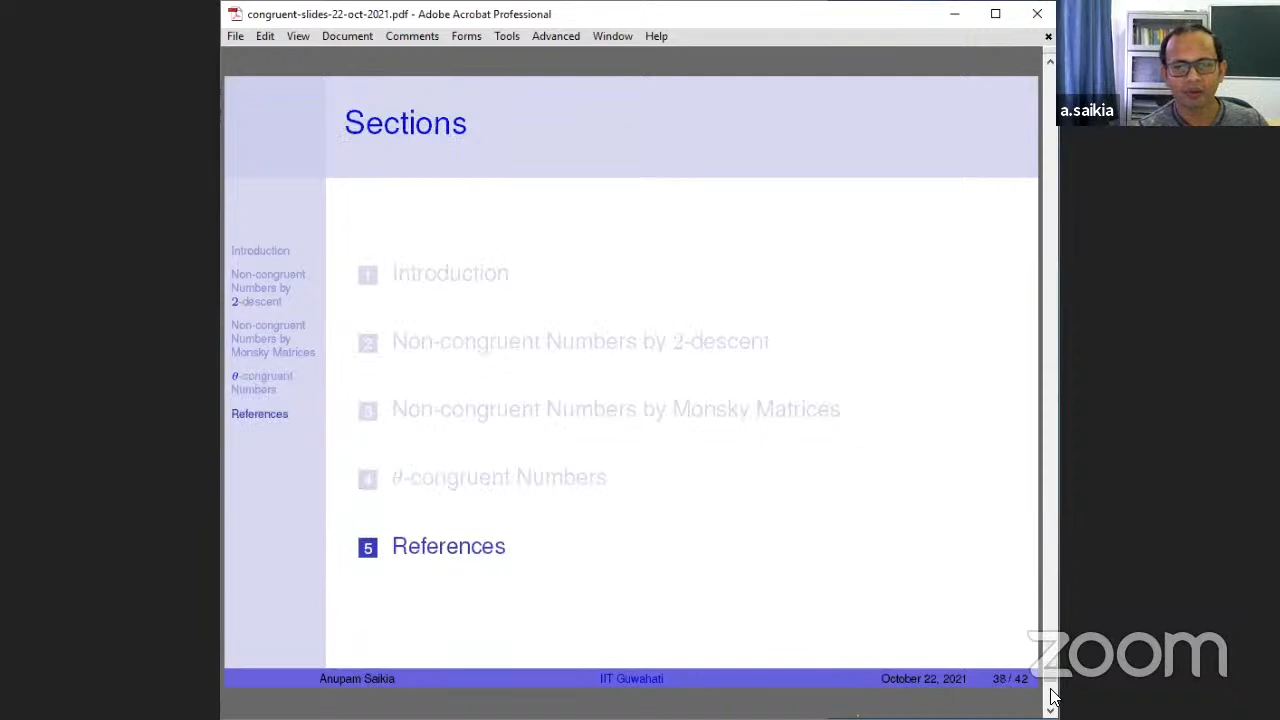 congruent-slides-22-oct-2021.pdf - Adobe Acrobat Professional
File Edit View Document Comments Forms Tools Advanced Window Help
a.saikia
Sections
Introduction
Non-congruent
Numbers by
2-descent
Non-congruent
Numbers by
Monsky Matrices
θ-congruent
Numbers
References
1 Introduction
2 Non-congruent Numbers by 2-descent
3 Non-congruent Numbers by Monsky Matrices
4 θ-congruent Numbers
5 References
Anupam Saikia IIT Guwahati October 22, 2021 38 / 42
zoom